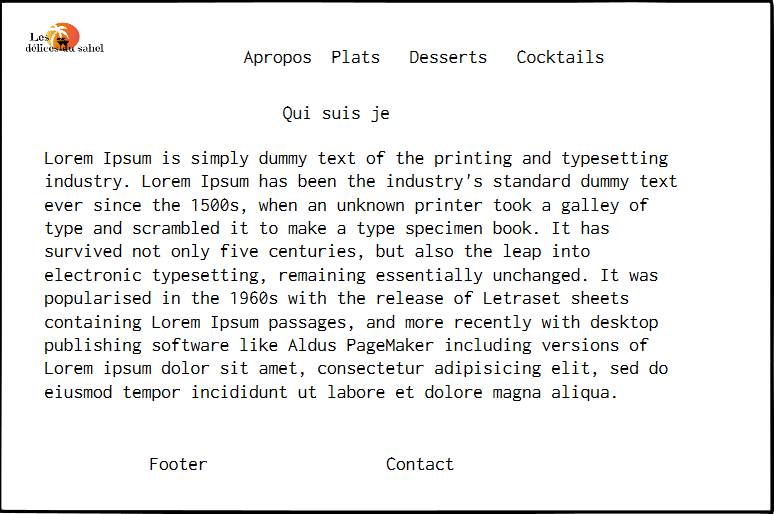 Les
délices du sahel
Apropos Plats Desserts Cocktails
Qui suis je
Lorem Ipsum is simply dummy text of the printing and typesetting
industry. Lorem Ipsum has been the industry's standard dummy text
ever since the 1500s, when an unknown printer took a galley of
type and scrambled it to make a type specimen book. It has
survived not only five centuries, but also the leap into
electronic typesetting, remaining essentially unchanged. It was
popularised in the 1960s with the release of Letraset sheets
containing Lorem Ipsum passages, and more recently with desktop
publishing software like Aldus PageMaker including versions of
Lorem ipsum dolor sit amet, consectetur adipisicing elit, sed do
eiusmod tempor incididunt ut labore et dolore magna aliqua.
Footer Contact